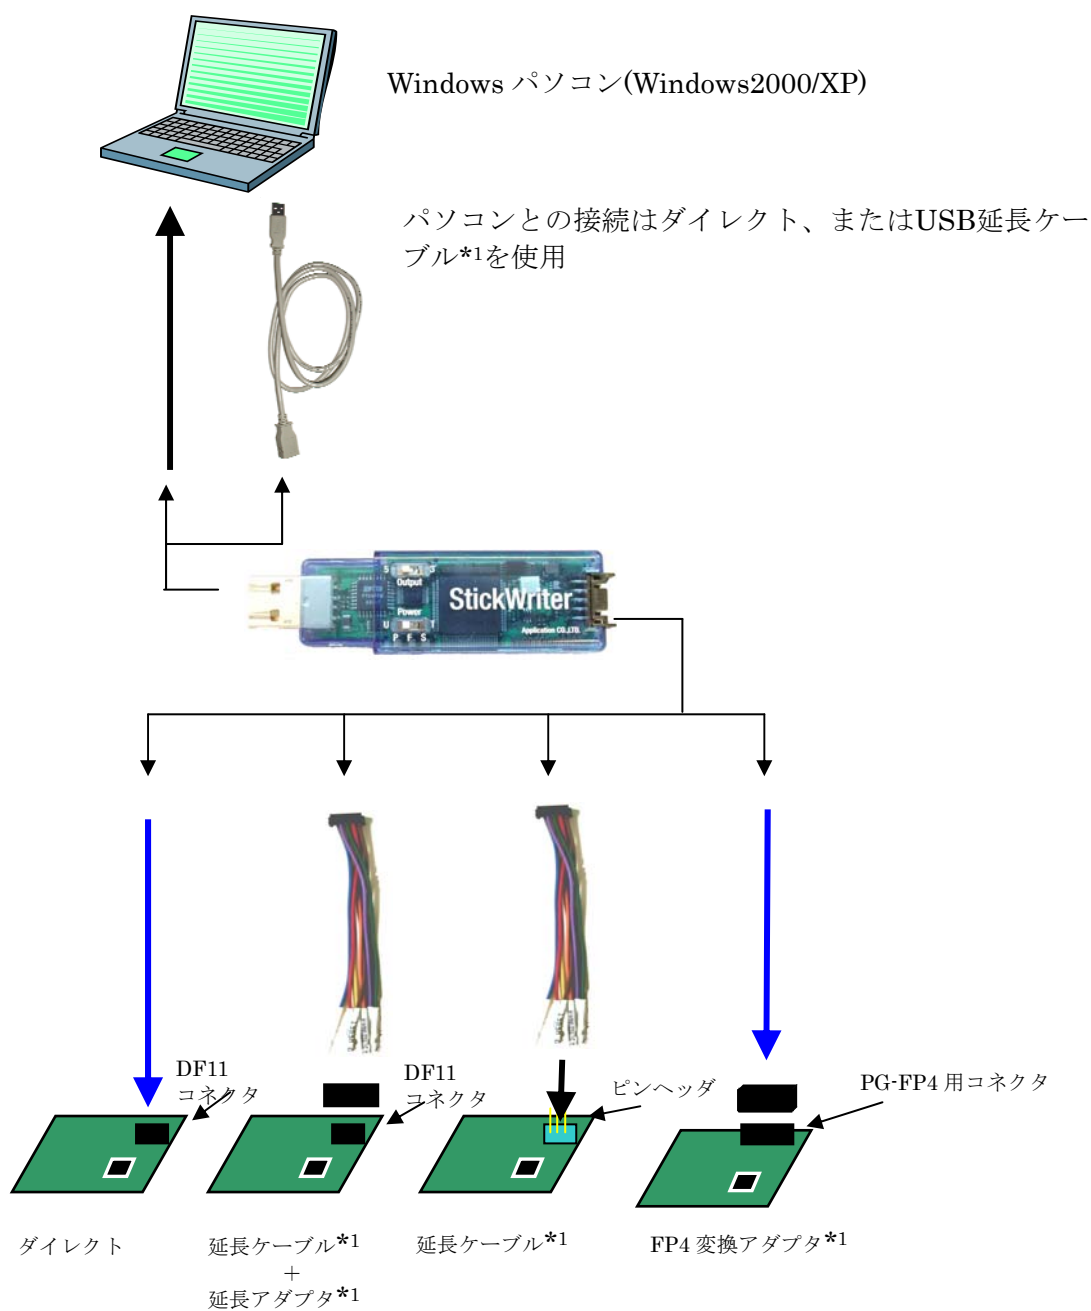 Windows パソコン(Windows2000/XP)
パソコンとの接続はダイレクト、またはUSB延長ケー
ブル*1を使用
5 3
Output
StickWriter
Power
U T
P F S
Application CO.,LTD.
DF11
コネクタ
DF11
コネクタ
ピンヘッダ
PG-FP4 用コネクタ
ダイレクト
延長ケーブル*1
+
延長アダプタ*1
延長ケーブル*1
FP4 変換アダプタ*1